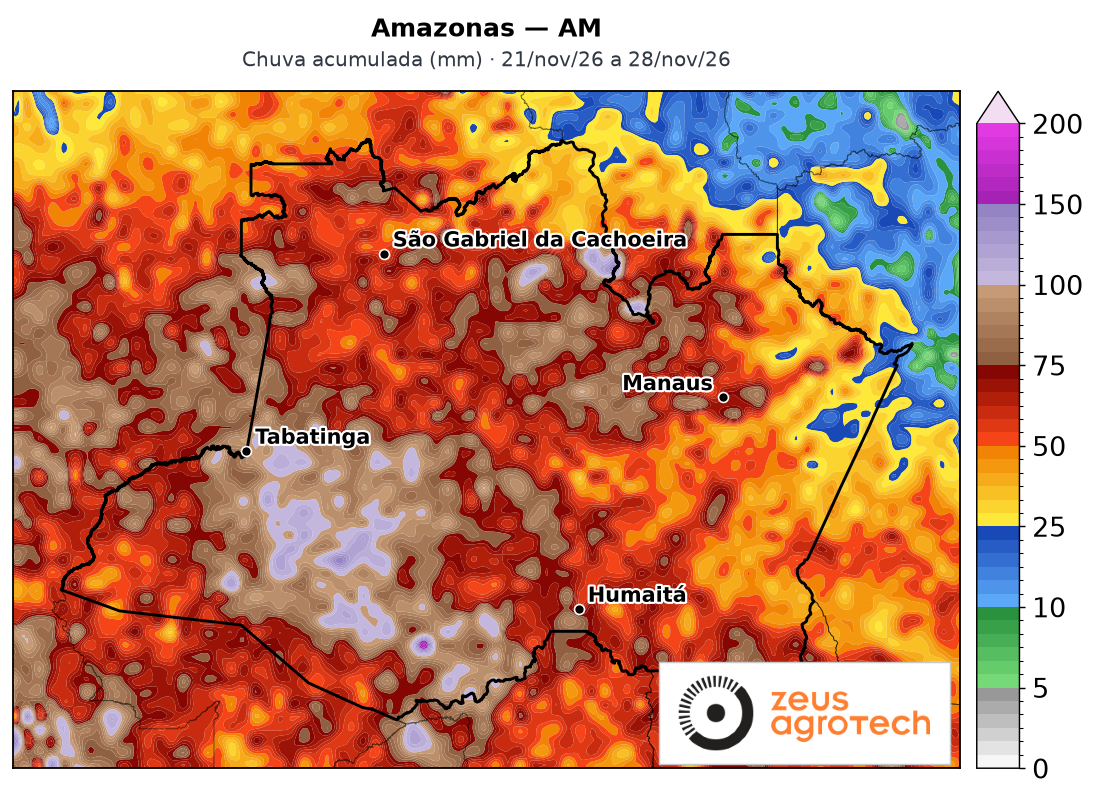 Amazonas — AM
Chuva acumulada (mm) · 21/nov/26 a 28/nov/26
200
150
100
75
50
25
10
5
0
São Gabriel da Cachoeira
Manaus
Tabatinga
Humaitá
zeus
agrotech